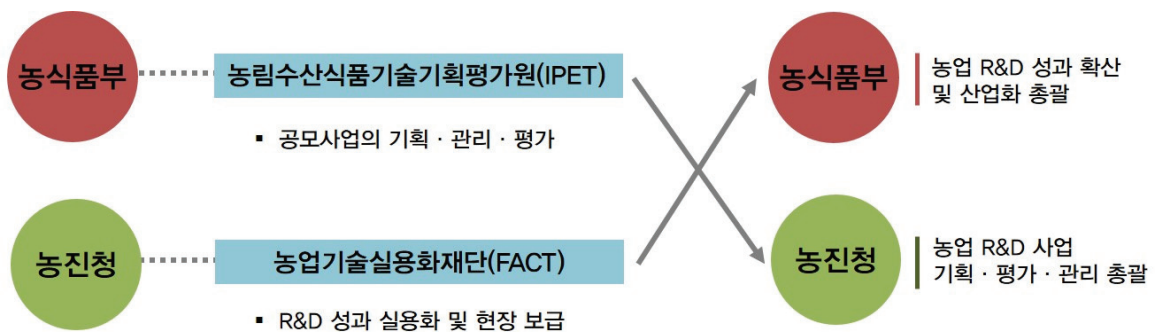 농식품부
농림수산식품기술기획평가원(IPET)
▪ 공모사업의 기획 · 관리 · 평가
농식품부
농업 R&D 성과 확산
및 산업화 총괄
농진청
농업기술실용화재단(FACT)
▪ R&D 성과 실용화 및 현장 보급
농진청
농업 R&D 사업
기획 · 평가 · 관리 총괄